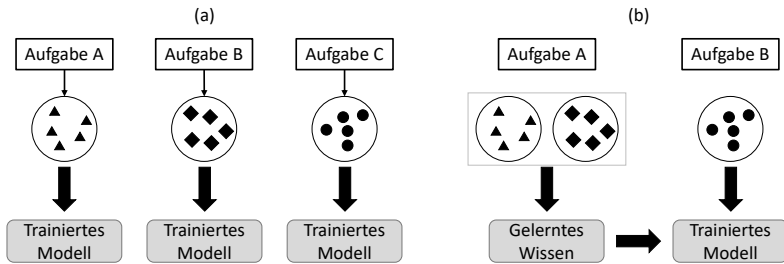 (a)
(b)
Aufgabe A
Aufgabe B
Aufgabe C
Aufgabe A
Aufgabe B
Trainiertes
Modell
Trainiertes
Modell
Trainiertes
Modell
Gelerntes
Wissen
Trainiertes
Modell